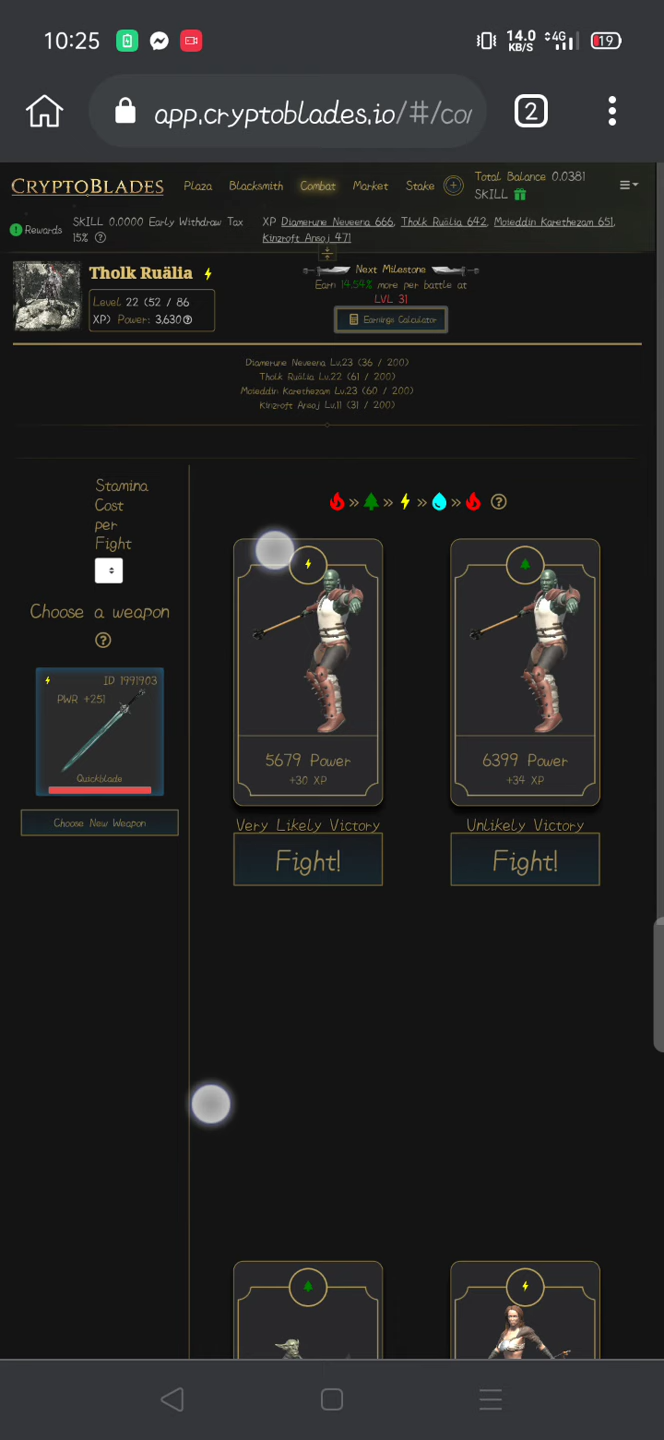 10:25
14.0 KB/S 4G 19
app.cryptoblades.io/#/co
CRYPTOBLADES Plaza Blacksmith Combat Market Stake Total Balance 0.0381 SKILL
Rewards SKILL 0.0000 Early Withdraw Tax 15% XP Diamerune Neveera 666, Tholk Ruälia 642, Moieddin Karethezam 651, Kinzroft Ansoj 471
Tholk Ruälia
Level 22 (52 / 86 XP) Power: 3,630
Next Milestone
Earn 14.54% more per battle at
LVL 31
Earnings Calculator
Diamerune Neveera Lv.23 (36 / 200)
Tholk Ruälia Lv.22 (61 / 200)
Moieddin Karethezam Lv.23 (60 / 200)
Kinzroft Ansoj Lv.11 (31 / 200)
Stamina
Cost
per
Fight
Choose a weapon
ID 1991903
PWR +251
Quickblade
Choose New Weapon
5679 Power
+30 XP
Very Likely Victory
Fight!
6399 Power
+34 XP
Unlikely Victory
Fight!